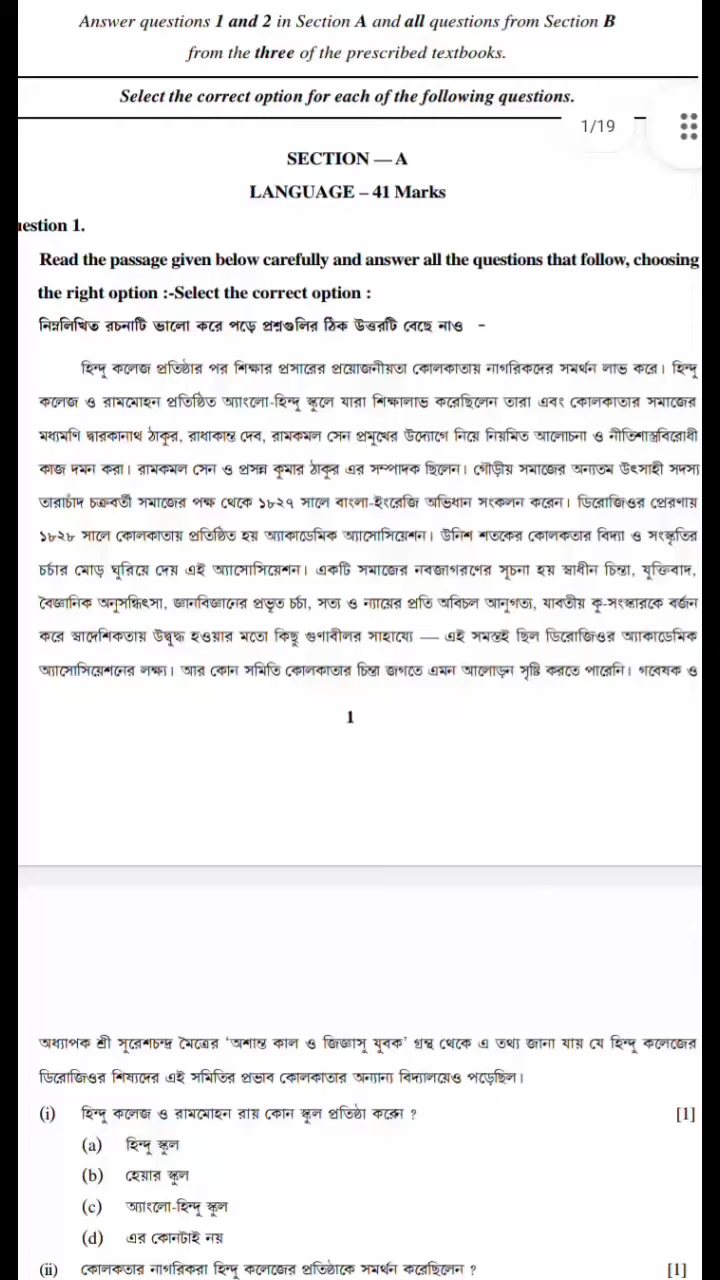 Answer questions 1 and 2 in Section A and all questions from Section B
from the three of the prescribed textbooks.
Select the correct option for each of the following questions.
1/19
SECTION — A
LANGUAGE – 41 Marks
estion 1.
Read the passage given below carefully and answer all the questions that follow, choosing
the right option :-Select the correct option :
নিম্নলিখিত রচনাটি ভালো করে পড়ে প্রশ্নগুলির ঠিক উত্তরটি বেছে নাও -
হিন্দু কলেজ প্রতিষ্ঠার পর শিক্ষার প্রসারের প্রয়োজনীয়তা কোলকাতায় নাগরিকদের সমর্থন লাভ করে। হিন্দু
কলেজ ও রামমোহন প্রতিষ্ঠিত অ্যাংলো-হিন্দু স্কুলে যারা শিক্ষালাভ করেছিলেন তারা এবং কোলকাতার সমাজের
মধ্যমণি দ্বারকানাথ ঠাকুর, রাধাকান্ত দেব, রামকমল সেন প্রমুখের উদ্যোগে নিয়ে নিয়মিত আলোচনা ও নীতিশাস্ত্রবিরোধী
কাজ দমন করা। রামকমল সেন ও প্রসন্ন কুমার ঠাকুর এর সম্পাদক ছিলেন। গৌড়ীয় সমাজের অন্যতম উৎসাহী সদস্য
তারাচাঁদ চক্রবর্তী সমাজের পক্ষ থেকে ১৮২৭ সালে বাংলা-ইংরেজি অভিধান সংকলন করেন। ডিরোজিওর প্রেরণায়
১৮২৮ সালে কোলকাতায় প্রতিষ্ঠিত হয় অ্যাকাডেমিক অ্যাসোসিয়েশন। উনিশ শতকের কোলকতার বিদ্যা ও সংস্কৃতির
চর্চার মোড় ঘুরিয়ে দেয় এই অ্যাসোসিয়েশন। একটি সমাজের নবজাগরণের সূচনা হয় স্বাধীন চিন্তা, যুক্তিবাদ,
বৈজ্ঞানিক অনুসন্ধিৎসা, জ্ঞানবিজ্ঞানের প্রভূত চর্চা, সত্য ও ন্যায়ের প্রতি অবিচল আনুগত্য, যাবতীয় কু-সংস্কারকে বর্জন
করে স্বাদেশিকতায় উদ্বুদ্ধ হওয়ার মতো কিছু গুণাবীলর সাহায্যে — এই সমস্তই ছিল ডিরোজিওর অ্যাকাডেমিক
অ্যাসোসিয়েশনের লক্ষ্য। আর কোন সমিতি কোলকাতার চিন্তা জগতে এমন আলোড়ন সৃষ্টি করতে পারেনি। গবেষক ও
1
অধ্যাপক শ্রী সুরেশচন্দ্র মৈত্রের ‘অশান্ত কাল ও জিজ্ঞাসু যুবক’ গ্রন্থ থেকে এ তথ্য জানা যায় যে হিন্দু কলেজের
ডিরোজিওর শিষ্যদের এই সমিতির প্রভাব কোলকাতার অন্যান্য বিদ্যালয়েও পড়েছিল।
(i) হিন্দু কলেজ ও রামমোহন রায় কোন স্কুল প্রতিষ্ঠা করেন ? [1]
(a) হিন্দু স্কুল
(b) হেয়ার স্কুল
(c) অ্যাংলো-হিন্দু স্কুল
(d) এর কোনটাই নয়
(ii) কোলকতার নাগরিকরা হিন্দু কলেজের প্রতিষ্ঠাকে সমর্থন করেছিলেন ? [1]